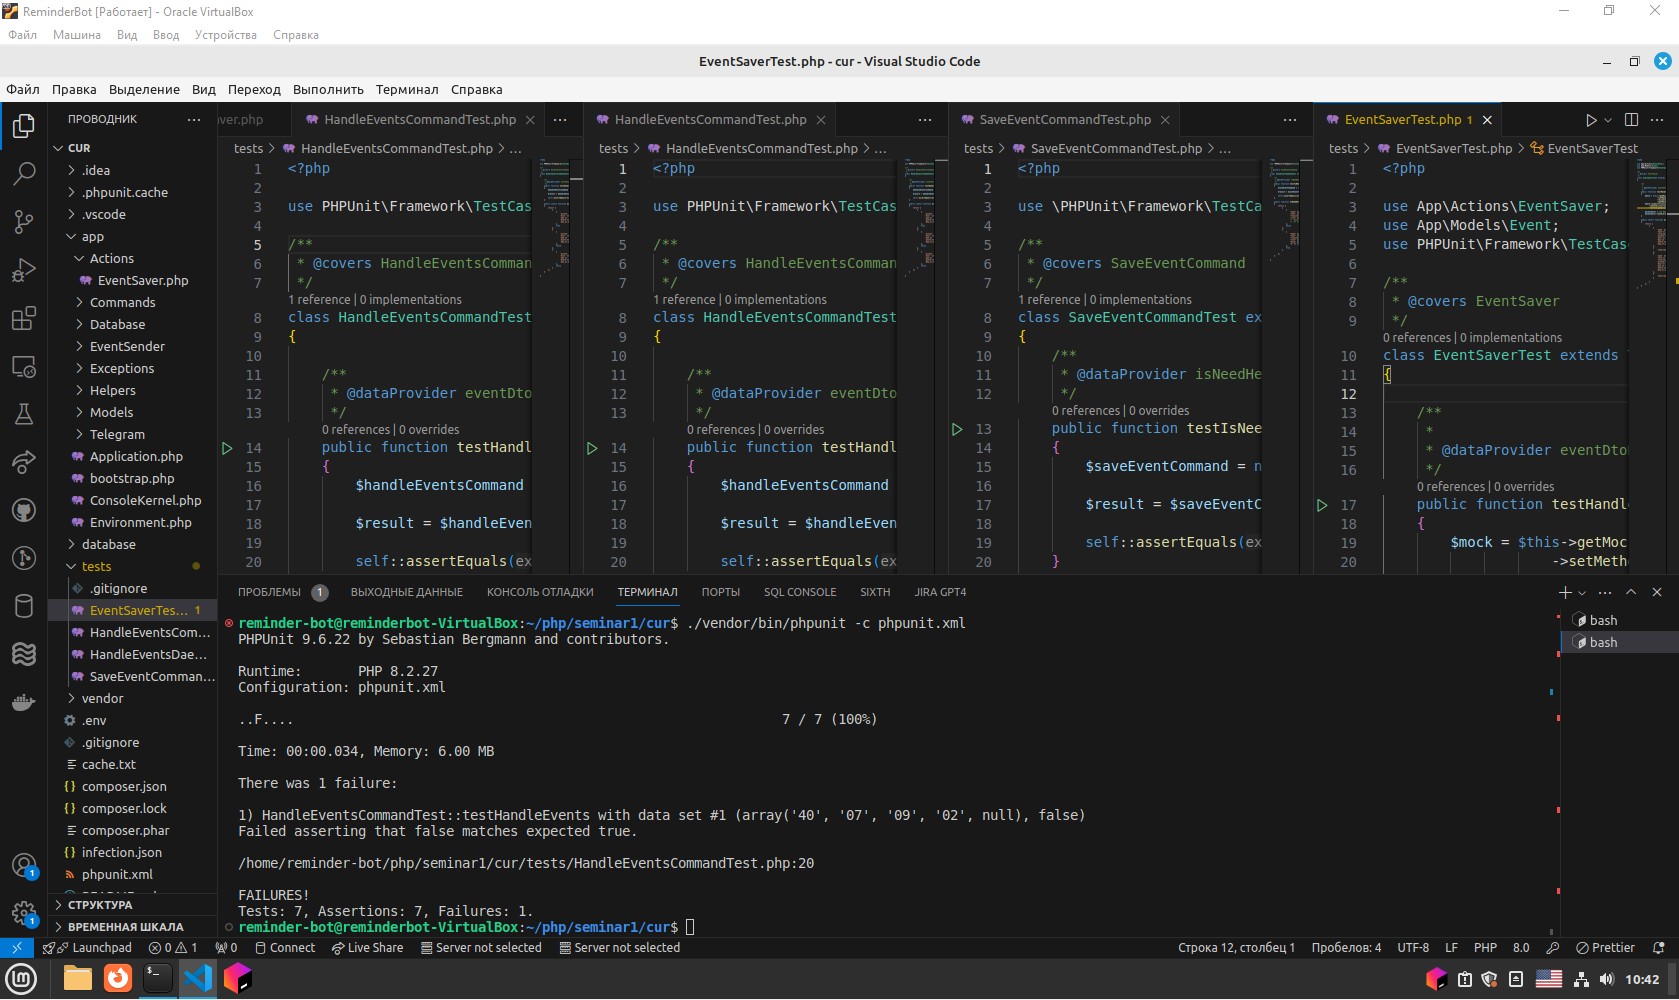 ReminderBot [Работает] - Oracle VirtualBox
Файл Машина Вид Ввод Устройства Справка
EventSaverTest.php - cur - Visual Studio Code
Файл Правка Выделение Вид Переход Выполнить Терминал Справка
ПРОВОДНИК
CUR
.idea
.phpunit.cache
.vscode
app
Actions
EventSaver.php
Commands
Database
EventSender
Exceptions
Helpers
Models
Telegram
Application.php
bootstrap.php
ConsoleKernel.php
Environment.php
database
tests
.gitignore
EventSaverTes... 1
HandleEventsCom...
HandleEventsDae...
SaveEventComman...
vendor
.env
.gitignore
cache.txt
composer.json
composer.lock
composer.phar
infection.json
phpunit.xml
СТРУКТУРА
ВРЕМЕННАЯ ШКАЛА
ver.php HandleEventsCommandTest.php
tests > HandleEventsCommandTest.php > ...
1 <?php
2
3 use PHPUnit\Framework\TestCas
4
5 /**
6 * @covers HandleEventsComman
7 */
1 reference | 0 implementations
8 class HandleEventsCommandTest
9 {
10
11 /**
12 * @dataProvider eventDto
13 */
0 references | 0 overrides
14 public function testHandl
15 {
16 $handleEventsCommand
17
18 $result = $handleEven
19
20 self::assertEquals(ex
HandleEventsCommandTest.php
tests > HandleEventsCommandTest.php > ...
1 <?php
2
3 use PHPUnit\Framework\TestCas
4
5 /**
6 * @covers HandleEventsComman
7 */
1 reference | 0 implementations
8 class HandleEventsCommandTest
9 {
10
11 /**
12 * @dataProvider eventDto
13 */
0 references | 0 overrides
14 public function testHandl
15 {
16 $handleEventsCommand
17
18 $result = $handleEven
19
20 self::assertEquals(ex
SaveEventCommandTest.php
tests > SaveEventCommandTest.php > ...
1 <?php
2
3 use \PHPUnit\Framework\TestCa
4
5 /**
6 * @covers SaveEventCommand
7 */
1 reference | 0 implementations
8 class SaveEventCommandTest ex
9 {
10 /**
11 * @dataProvider isNeedHe
12 */
0 references | 0 overrides
13 public function testIsNee
14 {
15 $saveEventCommand = n
16
17 $result = $saveEventC
18
19 self::assertEquals(ex
20 }
EventSaverTest.php 1
tests > EventSaverTest.php > EventSaverTest
1 <?php
2
3 use App\Actions\EventSaver;
4 use App\Models\Event;
5 use PHPUnit\Framework\TestCas
6
7 /**
8 * @covers EventSaver
9 */
0 references | 0 implementations
10 class EventSaverTest extends
11 {
12
13 /**
14 *
15 * @dataProvider eventDto
16 */
0 references | 0 overrides
17 public function testHandl
18 {
19 $mock = $this->getMoc
20 ->setMeth
ПРОБЛЕМЫ 1 ВЫХОДНЫЕ ДАННЫЕ КОНСОЛЬ ОТЛАДКИ ТЕРМИНАЛ ПОРТЫ SQL CONSOLE SIXTH JIRA GPT4
reminder-bot@reminderbot-VirtualBox:~/php/seminar1/cur$ ./vendor/bin/phpunit -c phpunit.xml
PHPUnit 9.6.22 by Sebastian Bergmann and contributors.
Runtime: PHP 8.2.27
Configuration: phpunit.xml
..F.... 7 / 7 (100%)
Time: 00:00.034, Memory: 6.00 MB
There was 1 failure:
1) HandleEventsCommandTest::testHandleEvents with data set #1 (array('40', '07', '09', '02', null), false)
Failed asserting that false matches expected true.
/home/reminder-bot/php/seminar1/cur/tests/HandleEventsCommandTest.php:20
FAILURES!
Tests: 7, Assertions: 7, Failures: 1.
reminder-bot@reminderbot-VirtualBox:~/php/seminar1/cur$
bash
bash
1
1
Launchpad 0 1 0 Connect Live Share Server not selected Server not selected Строка 12, столбец 1 Пробелов: 4 UTF-8 LF PHP 8.0 Prettier
10:42